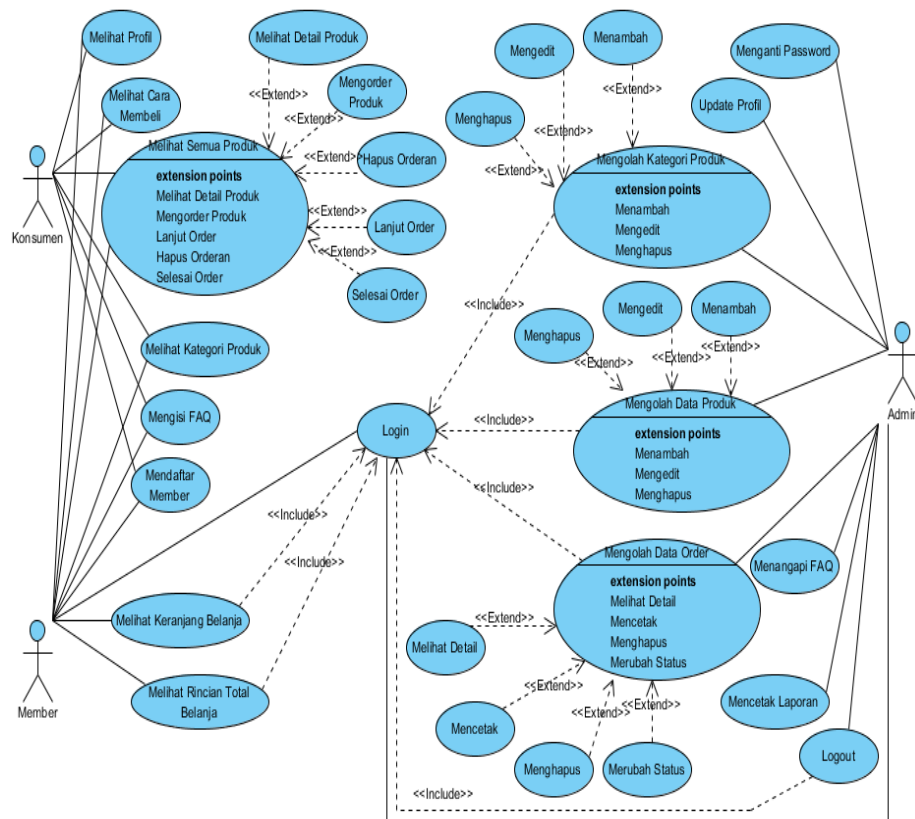 Melihat Profil
Melihat Detail Produk
Mengedit
Menambah
Menganti Password
<<Extend>>
Mengorder
Produk
<<Extend>>
<<Extend>>
Melihat Cara
Membeli
<<Extend>>
Menghapus
Update Profil
Melihat Semua Produk
extension points
Melihat Detail Produk
Mengorder Produk
Lanjut Order
Hapus Orderan
Selesai Order
<<Extend>>
Hapus Orderan
<<Extend>>
Mengolah Kategori Produk
extension points
Menambah
Mengedit
Menghapus
Konsumen
<<Extend>>
Lanjut Order
<<Extend>>
Selesai Order
<<Include>>
Mengedit
Menambah
Menghapus
<<Extend>>
<<Extend>>
<<Extend>>
Melihat Kategori Produk
Mengisi FAQ
Login
<<Include>>
Mengolah Data Produk
extension points
Menambah
Mengedit
Menghapus
Admin
Mendaftar
Member
<<Include>>
<<Include>>
<<Include>>
Mengolah Data Order
extension points
Melihat Detail
Mencetak
Menghapus
Merubah Status
Menangapi FAQ
Melihat Keranjang Belanja
<<Extend>>
Melihat Detail
Member
Melihat Rincian Total
Belanja
<<Extend>>
Mencetak
<<Extend>>
<<Extend>>
Mencetak Laporan
Menghapus
Merubah Status
Logout
<<Include>>